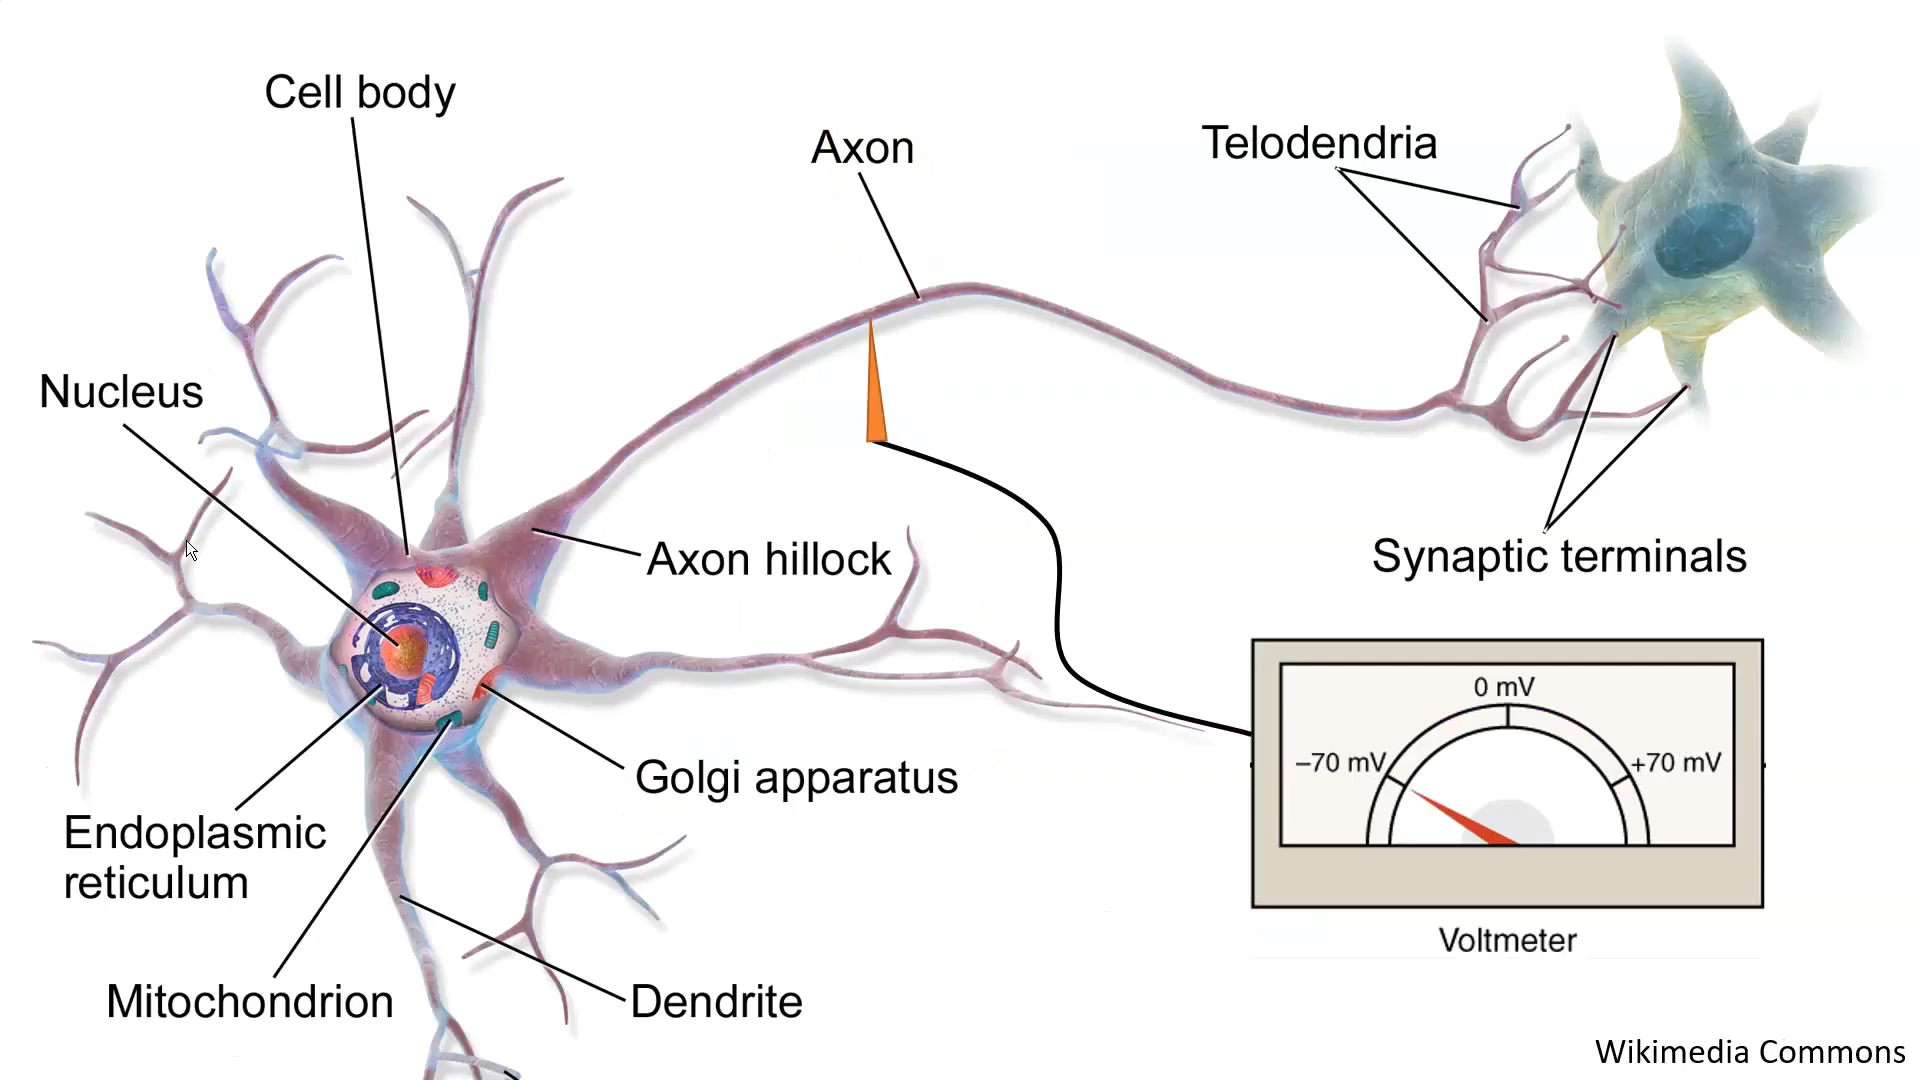 Cell body
Axon
Telodendria
Nucleus
Axon hillock
Synaptic terminals
0 mV
–70 mV
+70 mV
Golgi apparatus
Endoplasmic
reticulum
Voltmeter
Mitochondrion
Dendrite
Wikimedia Commons